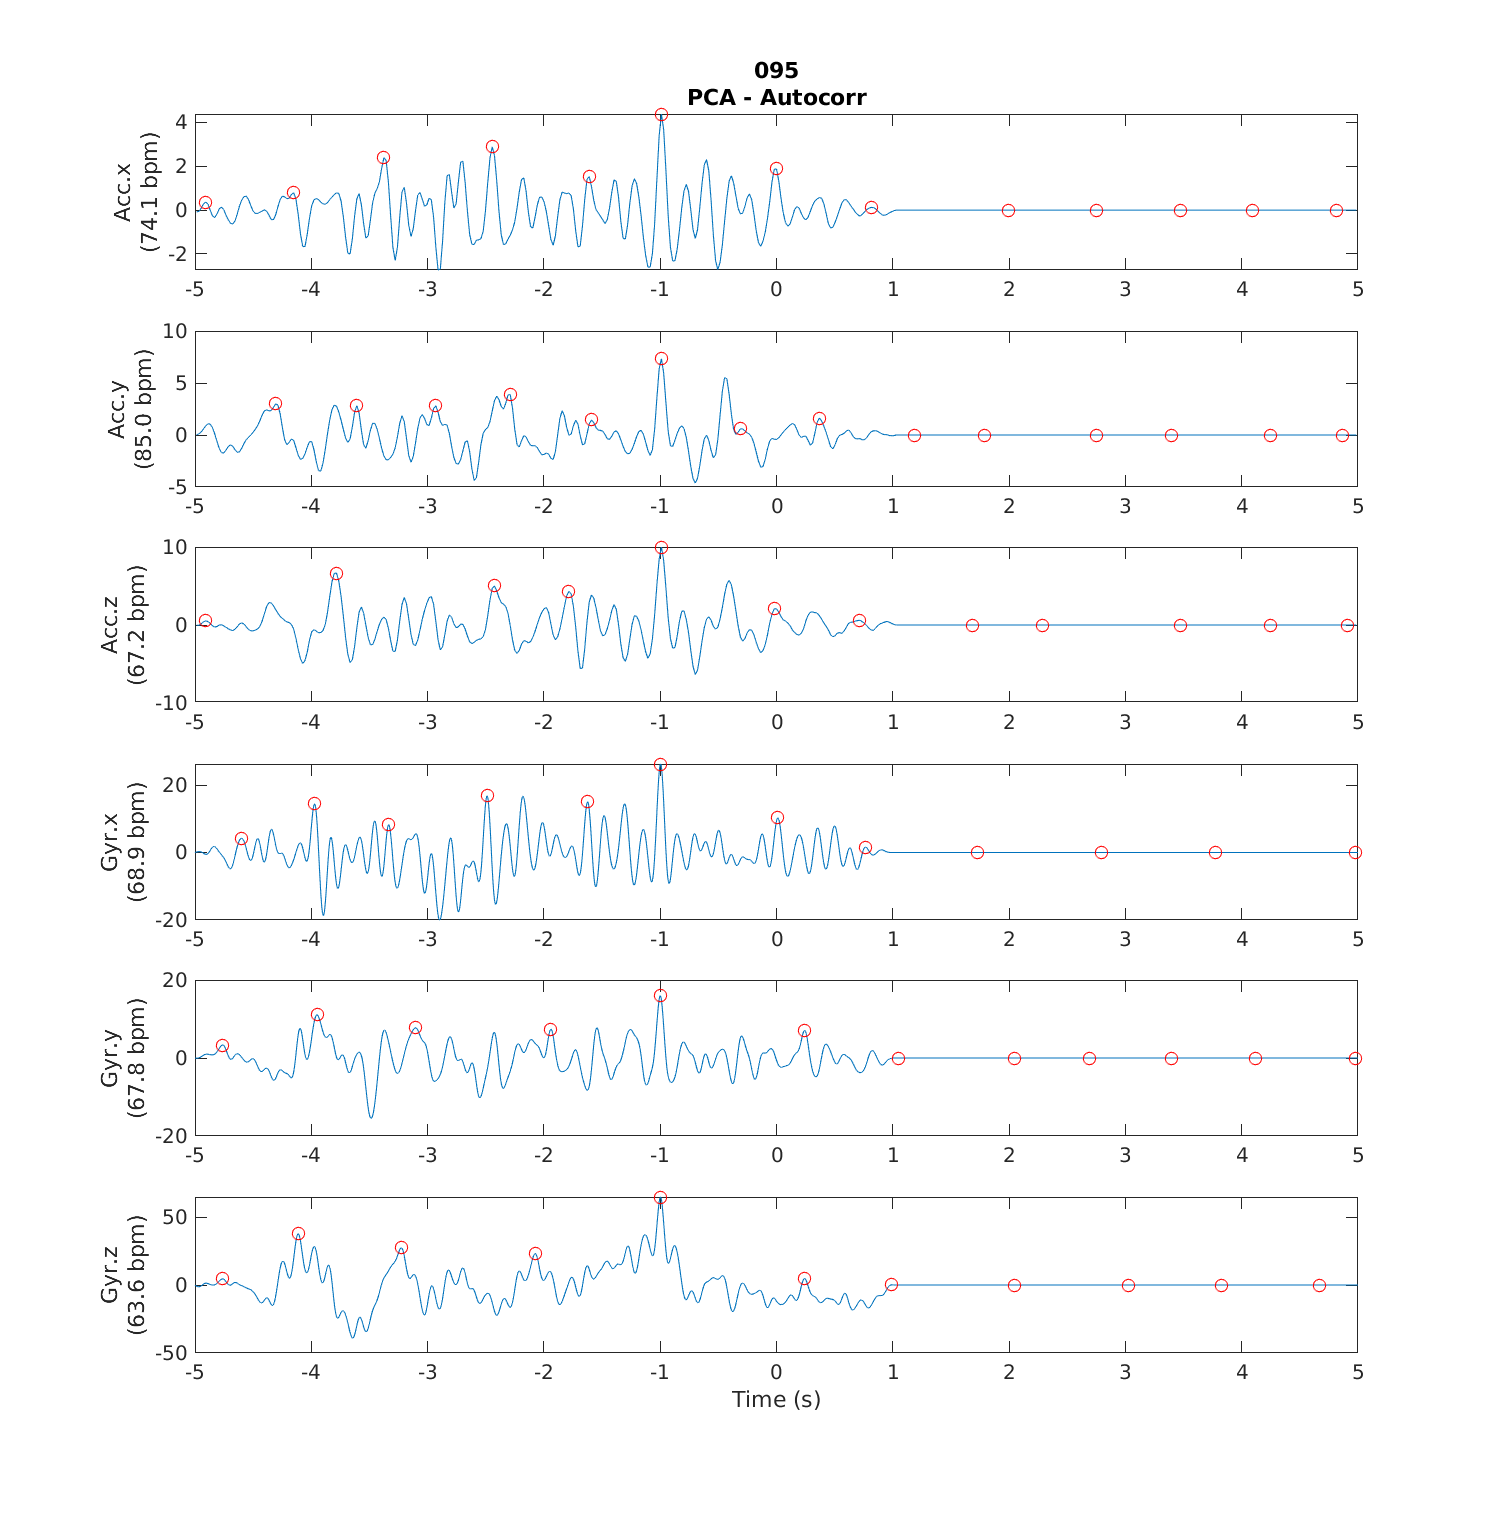 095
PCA - Autocorr
Acc.x
(74.1 bpm)
4
2
0
-2
-5 -4 -3 -2 -1 0 1 2 3 4 5
Acc.y
(85.0 bpm)
10
5
0
-5
-5 -4 -3 -2 -1 0 1 2 3 4 5
Acc.z
(67.2 bpm)
10
0
-10
-5 -4 -3 -2 -1 0 1 2 3 4 5
Gyr.x
(68.9 bpm)
20
0
-20
-5 -4 -3 -2 -1 0 1 2 3 4 5
Gyr.y
(67.8 bpm)
20
0
-20
-5 -4 -3 -2 -1 0 1 2 3 4 5
Gyr.z
(63.6 bpm)
50
0
-50
-5 -4 -3 -2 -1 0 1 2 3 4 5
Time (s)